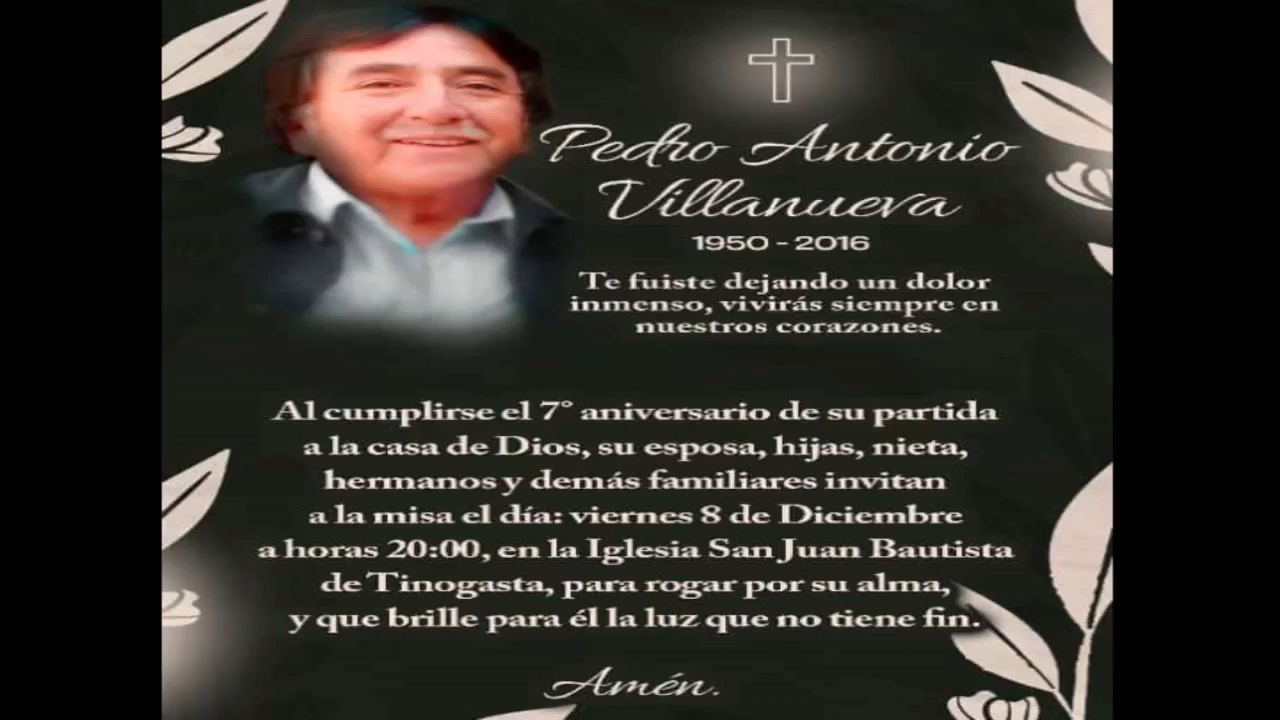 Pedro Antonio
Villanueva
1950 - 2016
Te fuiste dejando un dolor
inmenso, vivirás siempre en
nuestros corazones.
Al cumplirse el 7° aniversario de su partida
a la casa de Dios, su esposa, hijas, nieta,
hermanos y demás familiares invitan
a la misa el día: viernes 8 de Diciembre
a horas 20:00, en la Iglesia San Juan Bautista
de Tinogasta, para rogar por su alma,
y que brille para él la luz que no tiene fin.
Amén.